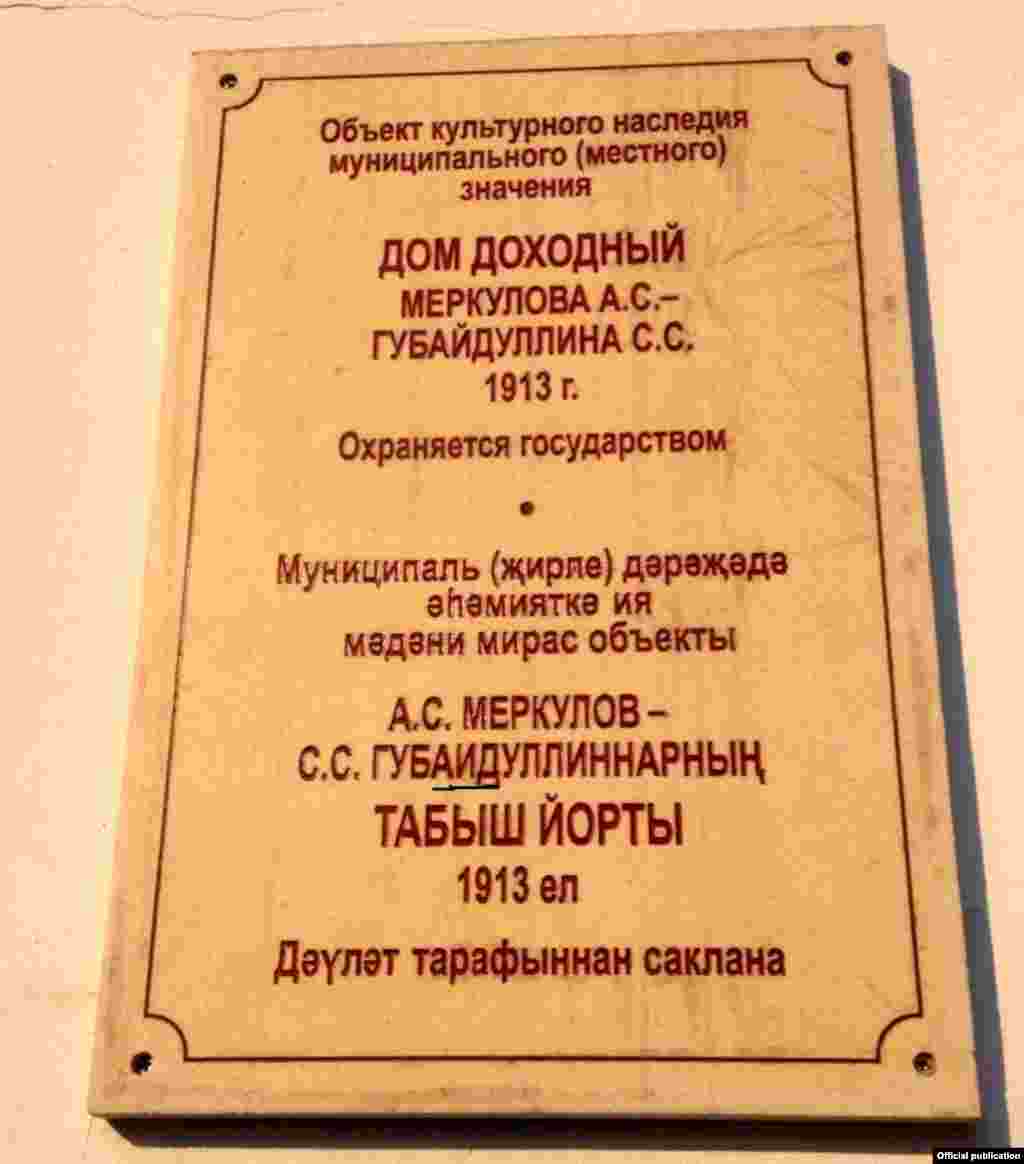 Объект культурного наследия
муниципального (местного)
значения
ДОМ ДОХОДНЫЙ
МЕРКУЛОВА А.С.–
ГУБАЙДУЛЛИНА С.С.
1913 г.
Охраняется государством
•
Муниципаль (җирле) дәрәҗәдә
әһәмияткә ия
мәдәни мирас объекты
А.С. МЕРКУЛОВ –
С.С. ГУБАИДУЛЛИННАРНЫҢ
ТАБЫШ ЙОРТЫ
1913 ел
Дәүләт тарафыннан саклана
Official publication